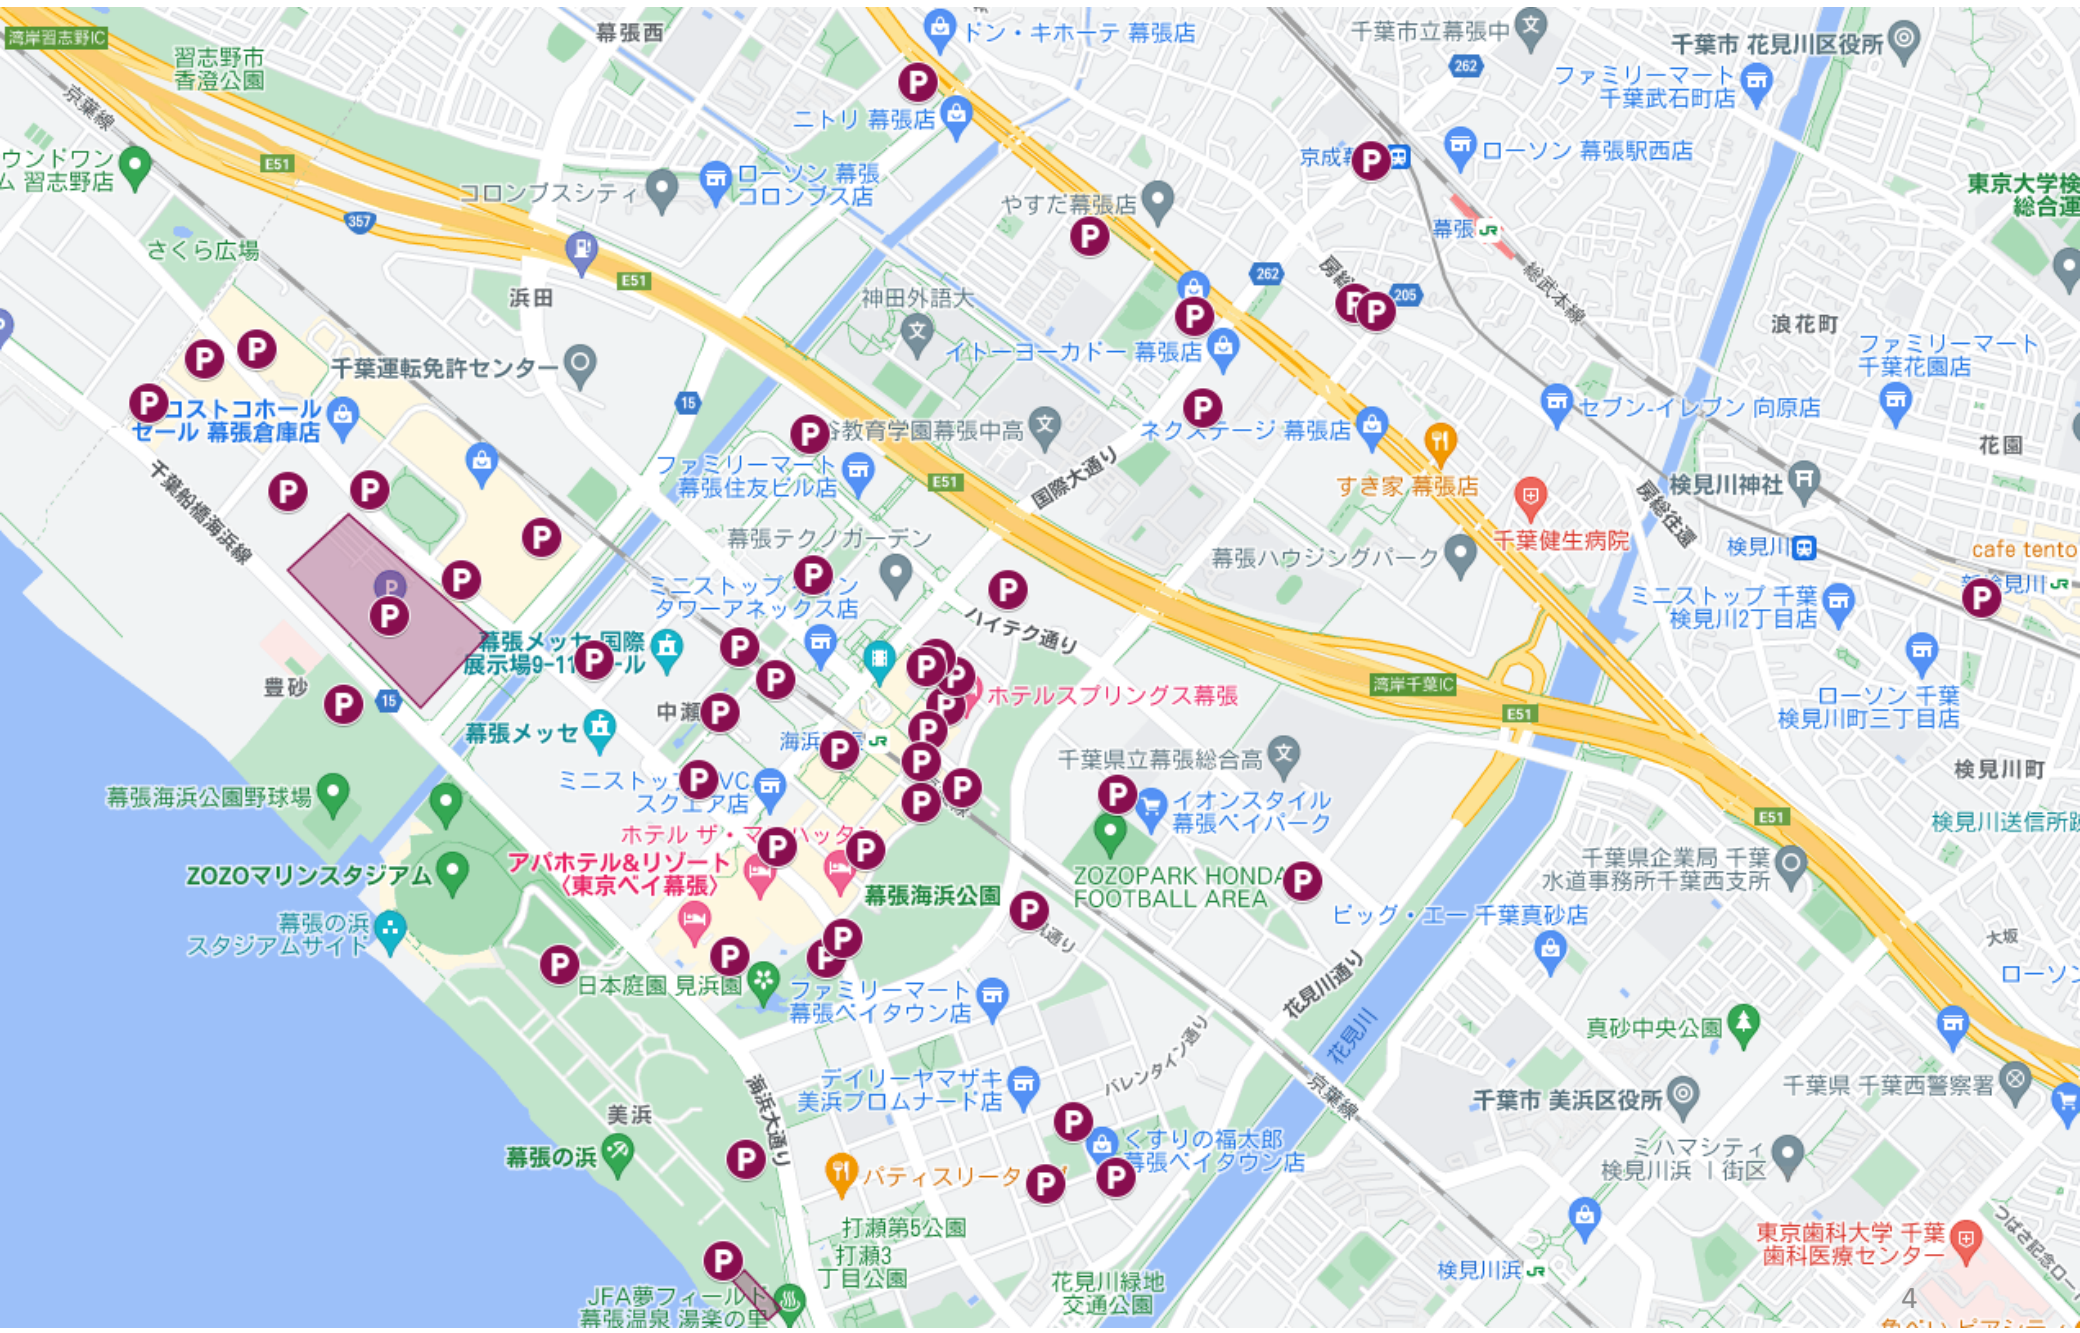 湾岸習志野IC
幕張西
ドン・キホーテ 幕張店
千葉市立幕張中
千葉市 花見川区役所
習志野市
香澄公園
262
ファミリーマート
千葉武石町店
京葉線
ニトリ 幕張店
P
ウンドワン
ム 習志野店
E51
京成幕
P
ローソン 幕張駅西店
コロンブスシティ
ローソン 幕張
コロンブス店
やすだ幕張店
東京大学検
総合運
357
さくら広場
P
幕張
JR
E51
262
205
総武本線
浜田
神田外語大
P
P
P
浪花町
イトーヨーカドー 幕張店
ファミリーマート
千葉花園店
P
P
千葉運転免許センター
15
P
P
コストコホール
セール 幕張倉庫店
P
谷教育学園幕張中高
ネクステージ 幕張店
セブン-イレブン 向原店
花園
ファミリーマート
幕張住友ビル店
E51
国際大通り
すき家 幕張店
検見川神社
房総往還
千葉船橋海浜線
P
P
P
幕張テクノガーデン
幕張ハウジングパーク
千葉健生病院
検見川
cafe tento
P
P
ミニストップ
タワーアネックス店
P
P
ハイテク通り
ミニストップ 千葉
検見川2丁目店
新検見川
JR
P
幕張メッセ 国際
展示場9-11
ール
P
P
P
P
P
P
豊砂
P
15
中瀬
P
ホテルスプリングス幕張
湾岸千葉IC
E51
ローソン 千葉
検見川町三丁目店
幕張メッセ
海浜
JR
P
P
P
千葉県立幕張総合高
検見川町
幕張海浜公園野球場
ミニストップ
VC
スクエア店
P
P
P
P
イオンスタイル
幕張ベイパーク
E51
検見川送信所跡
ホテル ザ・マ
ハッタン
P
P
アパホテル&リゾート
〈東京ベイ幕張〉
ZOZOマリンスタジアム
幕張海浜公園
ZOZOPARK HONDA
FOOTBALL AREA
P
千葉県企業局 千葉
水道事務所千葉西支所
幕張の浜
スタジアムサイド
P
ビッグ・エー 千葉真砂店
大坂
P
P
P
P
日本庭園 見浜園
ファミリーマート
幕張ベイタウン店
花見川通り
ローソン
花見川
真砂中央公園
バレンタイン通り
デイリーヤマザキ
美浜プロムナード店
京葉線
千葉市 美浜区役所
千葉県 千葉西警察署
美浜
海浜大通り
P
くすりの福太郎
幕張ベイタウン店
ミハマシティ
検見川浜 Ⅰ街区
幕張の浜
P
パティスリータ
P
P
打瀬第5公園
打瀬3
丁目公園
つばさ記念ロー
東京歯科大学 千葉
歯科医療センター
P
花見川緑地
交通公園
検見川浜
JR
JFA夢フィールド
幕張温泉 湯楽の里
4